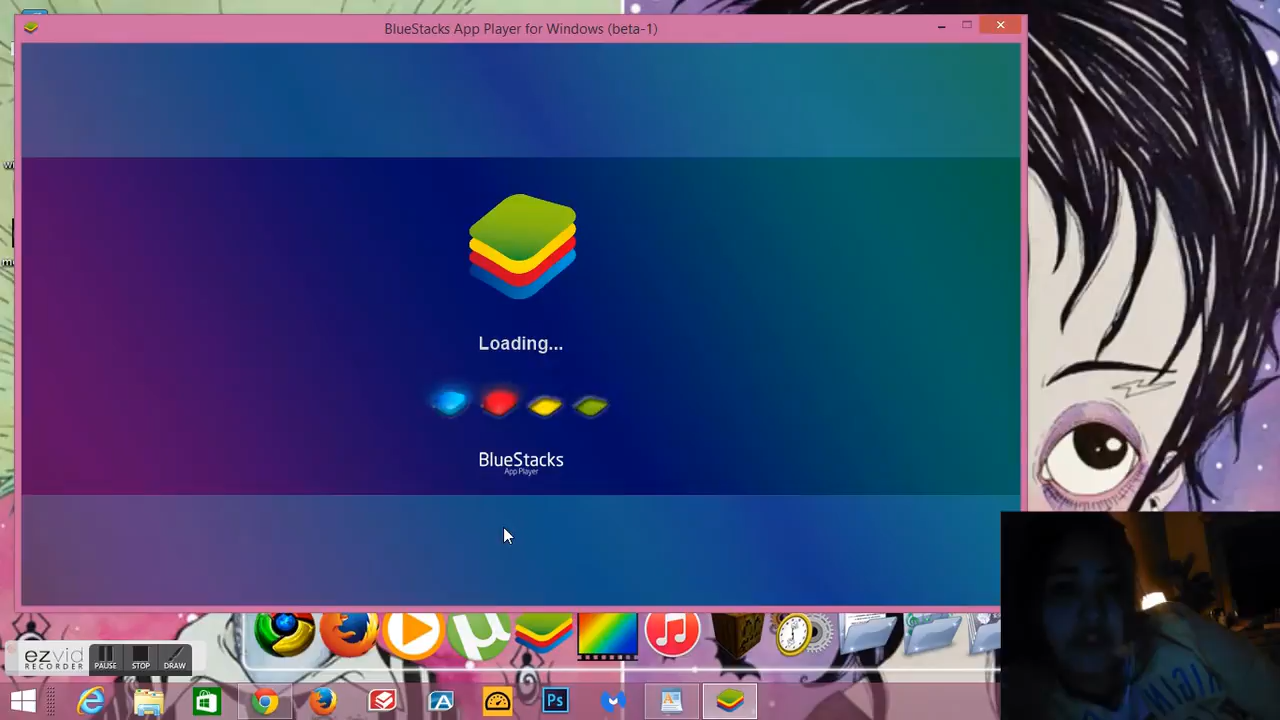 BlueStacks App Player for Windows (beta-1)
Loading...
BlueStacks
App Player
ezvid
RECORDER
PAUSE
STOP
DRAW
Ps